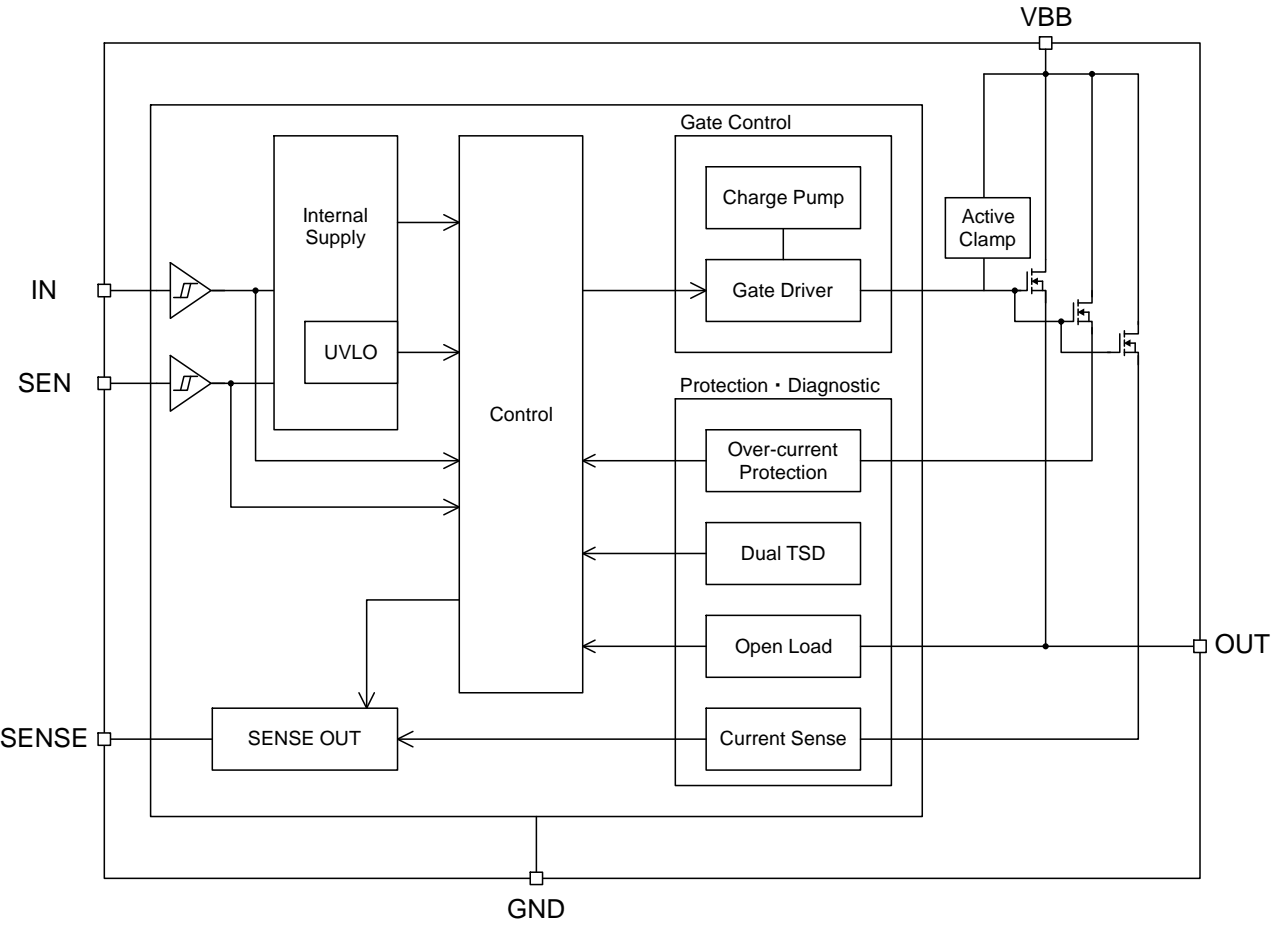 VBB
Gate Control
Charge Pump
Internal
Supply
Active
Clamp
IN
Gate Driver
UVLO
SEN
Protection・Diagnostic
Control
Over-current
Protection
Dual TSD
Open Load
OUT
SENSE
SENSE OUT
Current Sense
GND